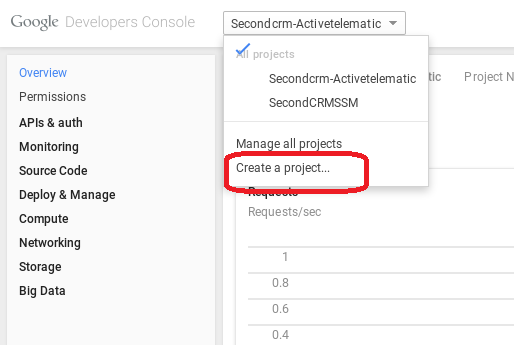 Google Developers Console
Secondcrm-Activetelematic
All projects
Secondcrm-Activetelematic
SecondCRMSSM
Manage all projects
Create a project...
Overview
Permissions
APIs & auth
Monitoring
Source Code
Deploy & Manage
Compute
Networking
Storage
Big Data
tic
Project N
Requests
Requests/sec
1
0.8
0.6
0.4